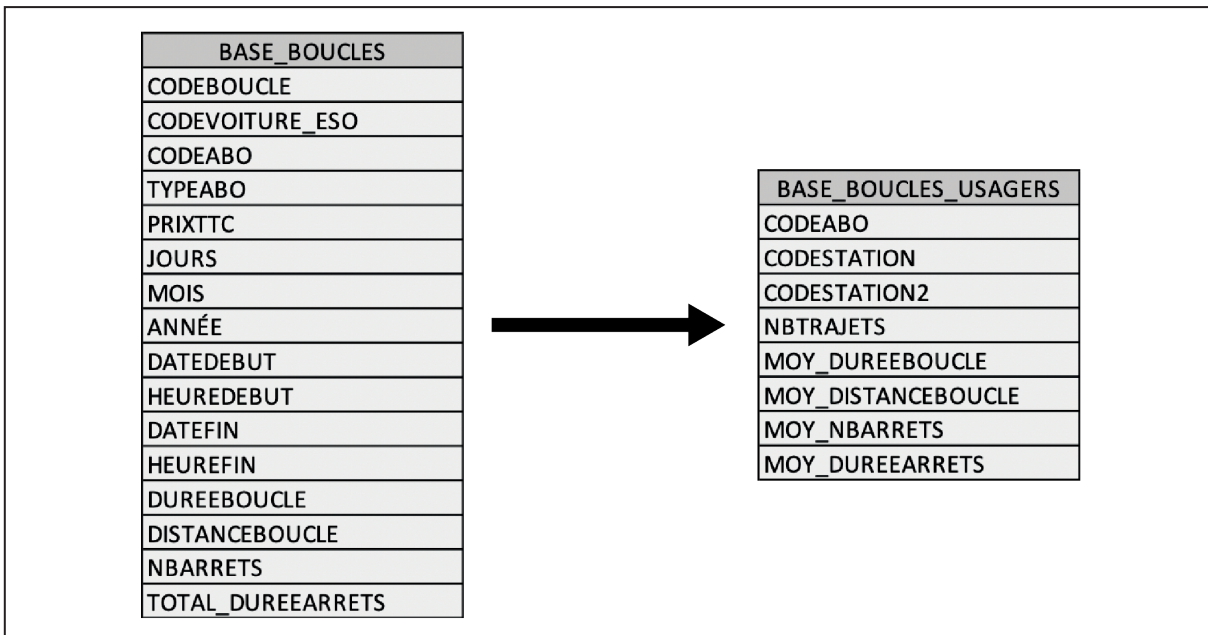 BASE_BOUCLES
CODEBOUCLE
CODEVOITURE_ESO
CODEABO
TYPEABO
PRIXTTC
JOURS
MOIS
ANNÉE
DATEDEBUT
HEUREDEBUT
DATEFIN
HEUREFIN
DUREEBOUCLE
DISTANCEBOUCLE
NBARRETS
TOTAL_DUREEARRETS
BASE_BOUCLES_USAGERS
CODEABO
CODESTATION
CODESTATION2
NBTRAJETS
MOY_DUREEBOUCLE
MOY_DISTANCEBOUCLE
MOY_NBARRETS
MOY_DUREEARRETS